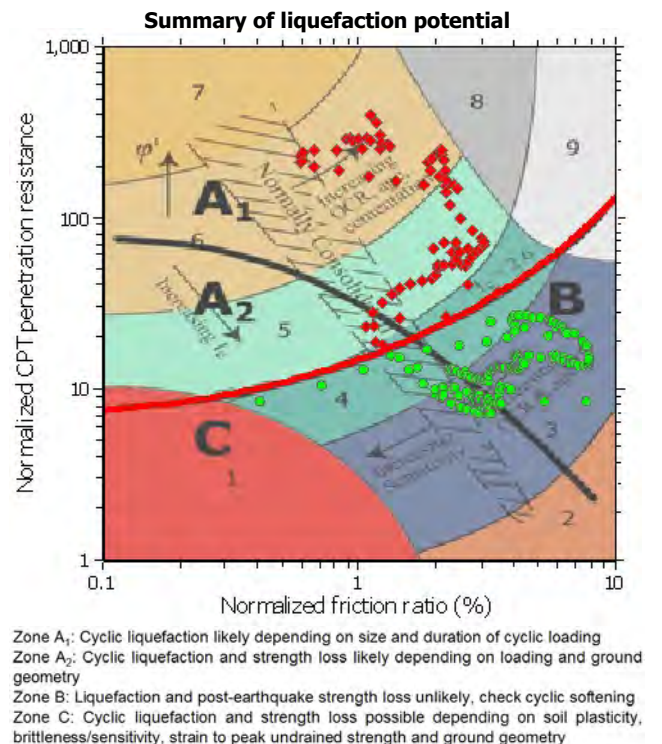 Summary of liquefaction potential
1,000
7
8
9
φ'
Increasing
OCR, age,
cementation
Normally Consolidated
A1
100
6
A2
Increasing Ic
5
B
10
4
3
C
1
Increasing
Sensitivity
2
1
0.1
1
10
Normalized CPT penetration resistance
Normalized friction ratio (%)
Zone A1: Cyclic liquefaction likely depending on size and duration of cyclic loading
Zone A2: Cyclic liquefaction and strength loss likely depending on loading and ground
geometry
Zone B: Liquefaction and post-earthquake strength loss unlikely, check cyclic softening
Zone C: Cyclic liquefaction and strength loss possible depending on soil plasticity,
brittleness/sensitivity, strain to peak undrained strength and ground geometry